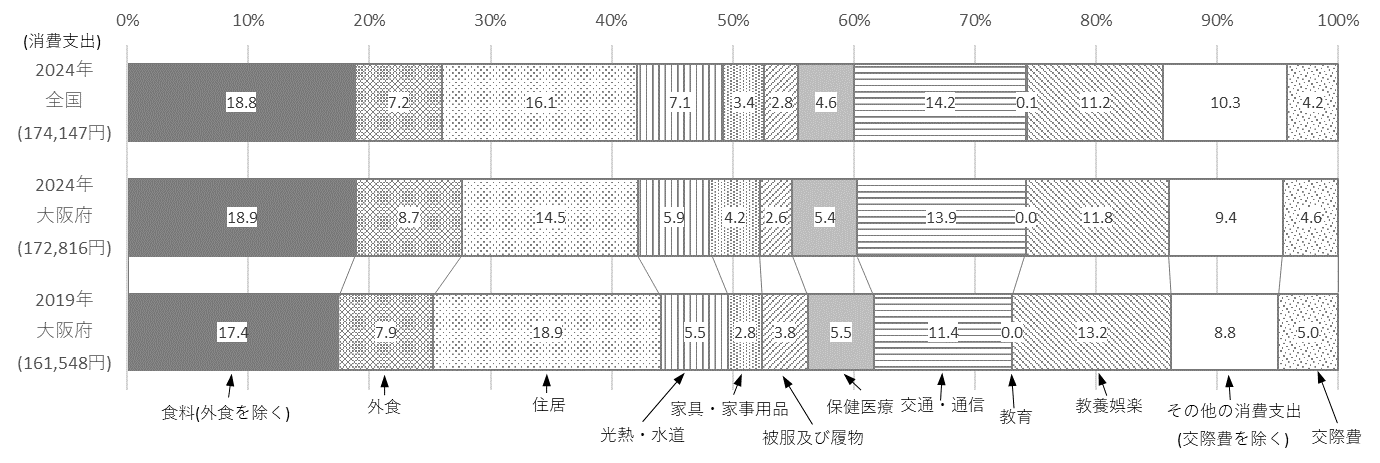 0% 10% 20% 30% 40% 50% 60% 70% 80% 90% 100%
(消費支出)
2024年
全国
(174,147円)
18.8 7.2 16.1 7.1 3.4 2.8 4.6 14.2 0.1 11.2 10.3 4.2
2024年
大阪府
(172,816円)
18.9 8.7 14.5 5.9 4.2 2.6 5.4 13.9 0.0 11.8 9.4 4.6
2019年
大阪府
(161,548円)
17.4 7.9 18.9 5.5 2.8 3.8 5.5 11.4 0.0 13.2 8.8 5.0
食料(外食を除く)
外食
住居
光熱・水道
家具・家事用品
被服及び履物
保健医療
交通・通信
教育
教養娯楽
その他の消費支出
(交際費を除く)
交際費